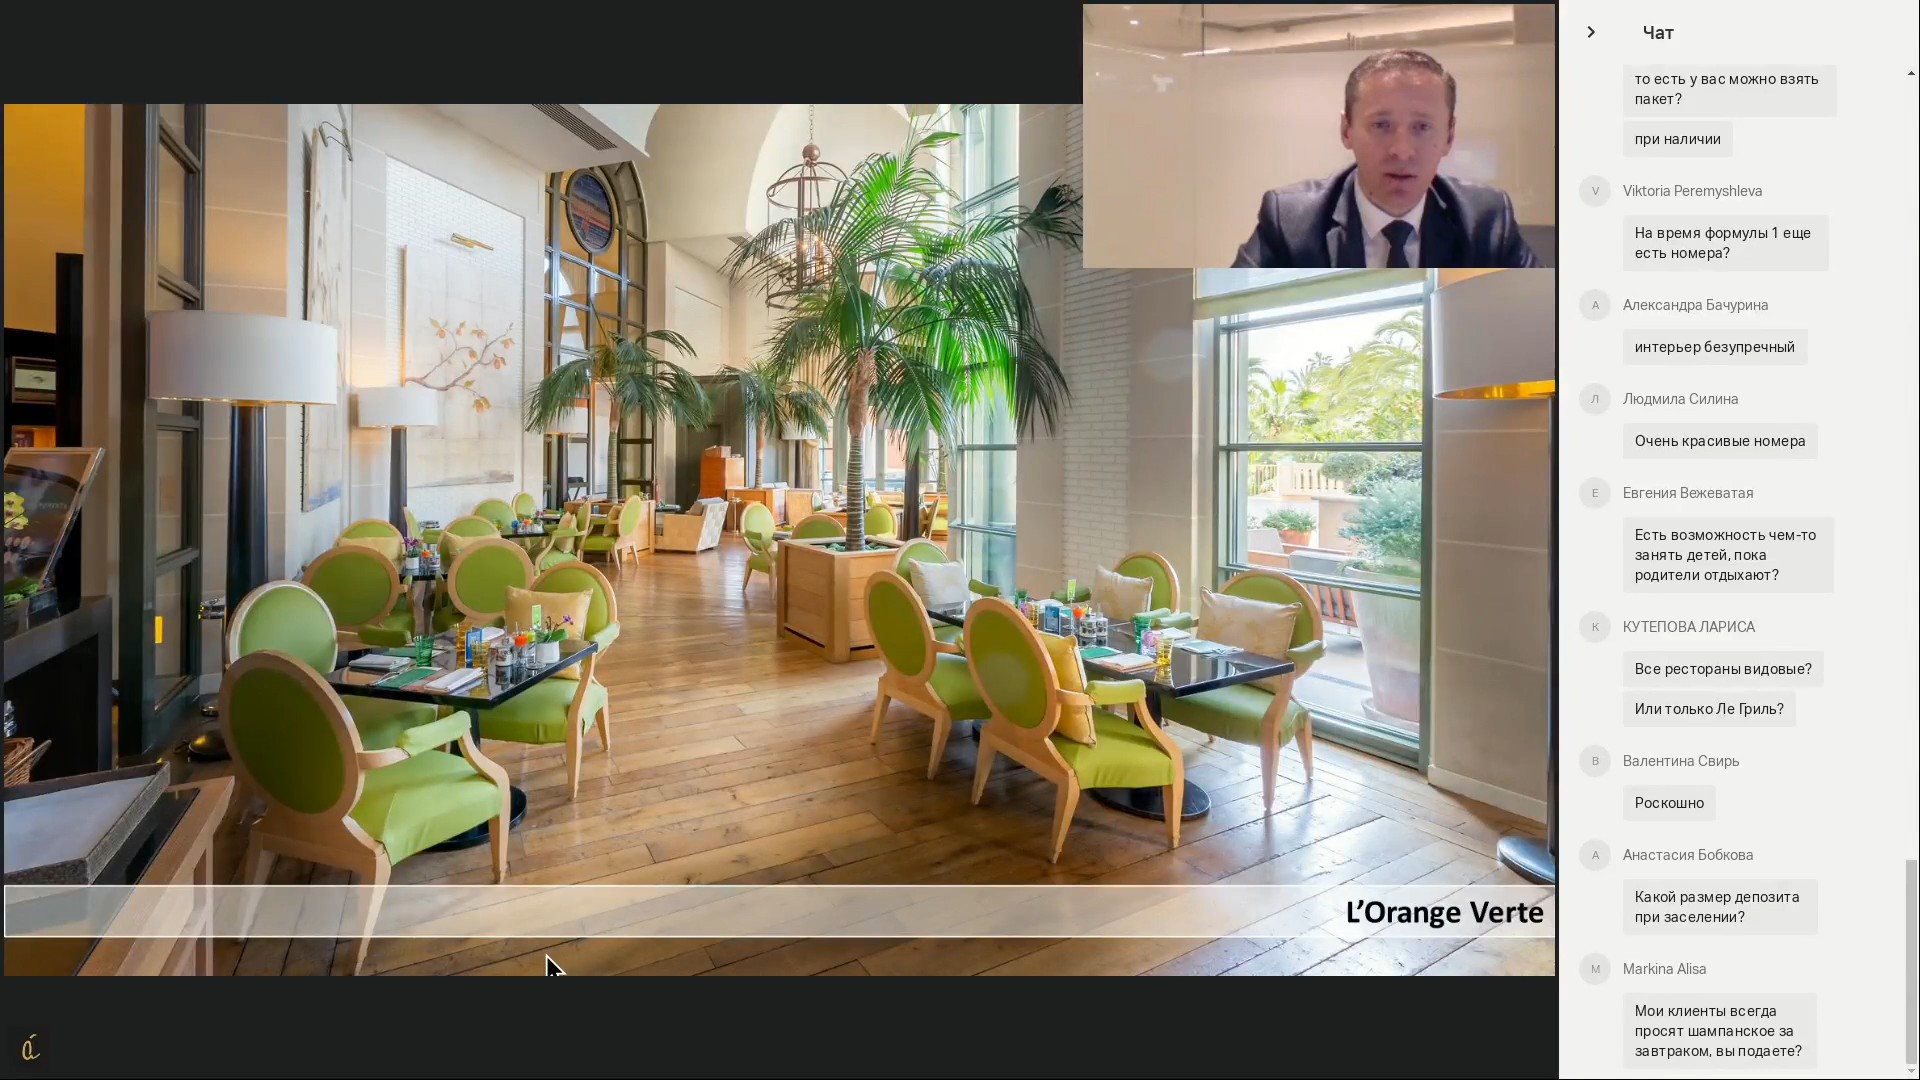 L’Orange Verte
á
Чат
то есть у вас можно взять
пакет?
при наличии
V
Viktoria Peremyshleva
На время формулы 1 еще
есть номера?
А
Александра Бачурина
интерьер безупречный
Л
Людмила Силина
Очень красивые номера
Е
Евгения Вежеватая
Есть возможность чем-то
занять детей, пока
родители отдыхают?
К
КУТЕПОВА ЛАРИСА
Все рестораны видовые?
Или только Ле Гриль?
В
Валентина Свирь
Роскошно
А
Анастасия Бобкова
Какой размер депозита
при заселении?
M
Markina Alisa
Мои клиенты всегда
просят шампанское за
завтраком, вы подаете?